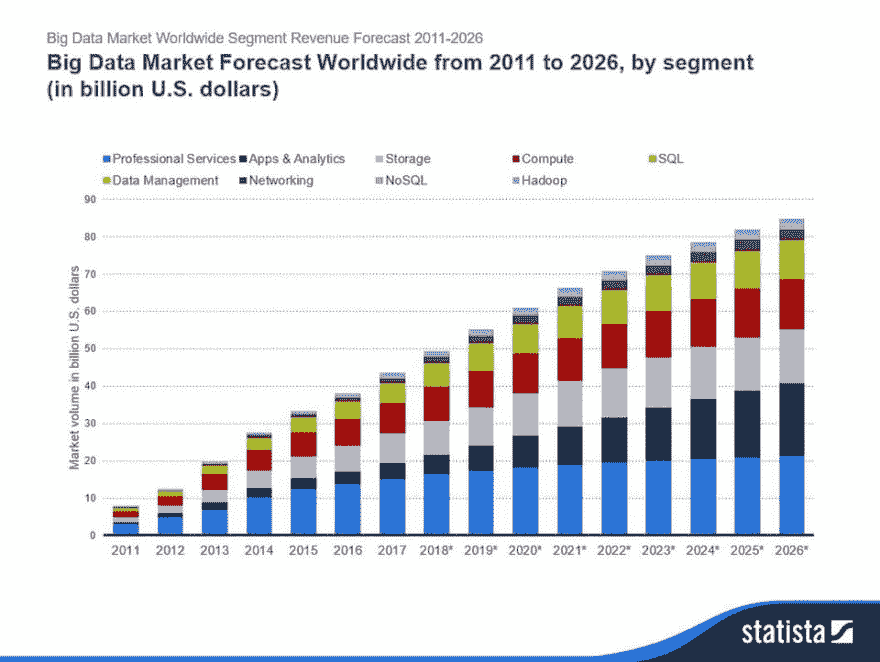 Big Data Market Worldwide Segment Revenue Forecast 2011-2026
Big Data Market Forecast Worldwide from 2011 to 2026, by segment
(in billion U.S. dollars)
Professional Services Apps & Analytics Storage Compute SQL
Data Management Networking NoSQL Hadoop
Market volume in billion U.S. dollars
90
80
70
60
50
40
30
20
10
0
2011 2012 2013 2014 2015 2016 2017 2018* 2019* 2020* 2021* 2022* 2023* 2024* 2025* 2026*
statista